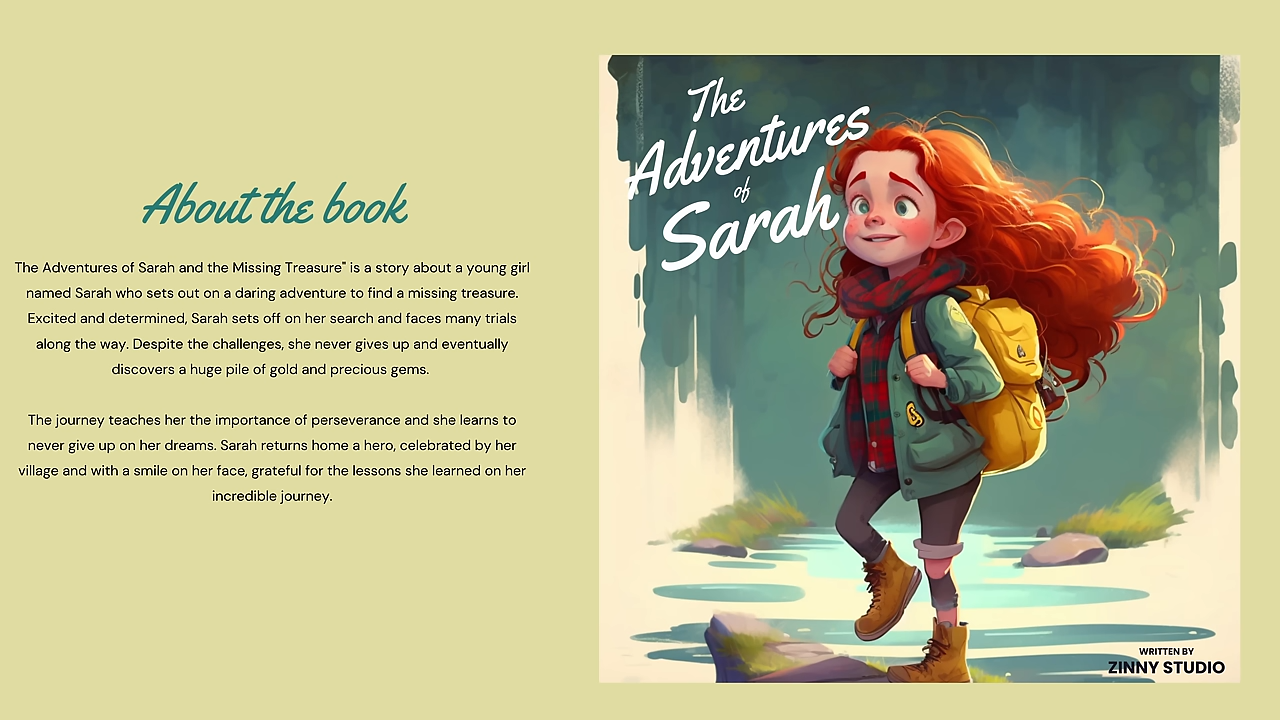 About the book
The Adventures of Sarah and the Missing Treasure" is a story about a young girl
named Sarah who sets out on a daring adventure to find a missing treasure.
Excited and determined, Sarah sets off on her search and faces many trials
along the way. Despite the challenges, she never gives up and eventually
discovers a huge pile of gold and precious gems.
The journey teaches her the importance of perseverance and she learns to
never give up on her dreams. Sarah returns home a hero, celebrated by her
village and with a smile on her face, grateful for the lessons she learned on her
incredible journey.
The
Adventures
of
Sarah
WRITTEN BY
ZINNY STUDIO